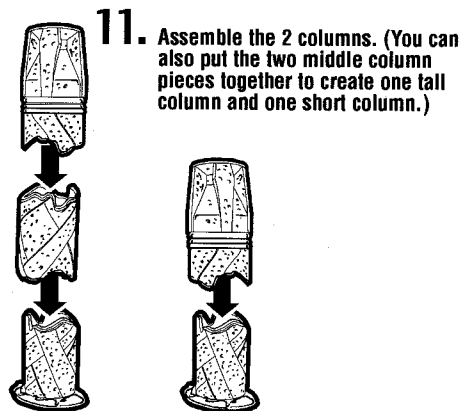 11. Assemble the 2 columns. (You can
also put the two middle column
pieces together to create one tall
column and one short column.)